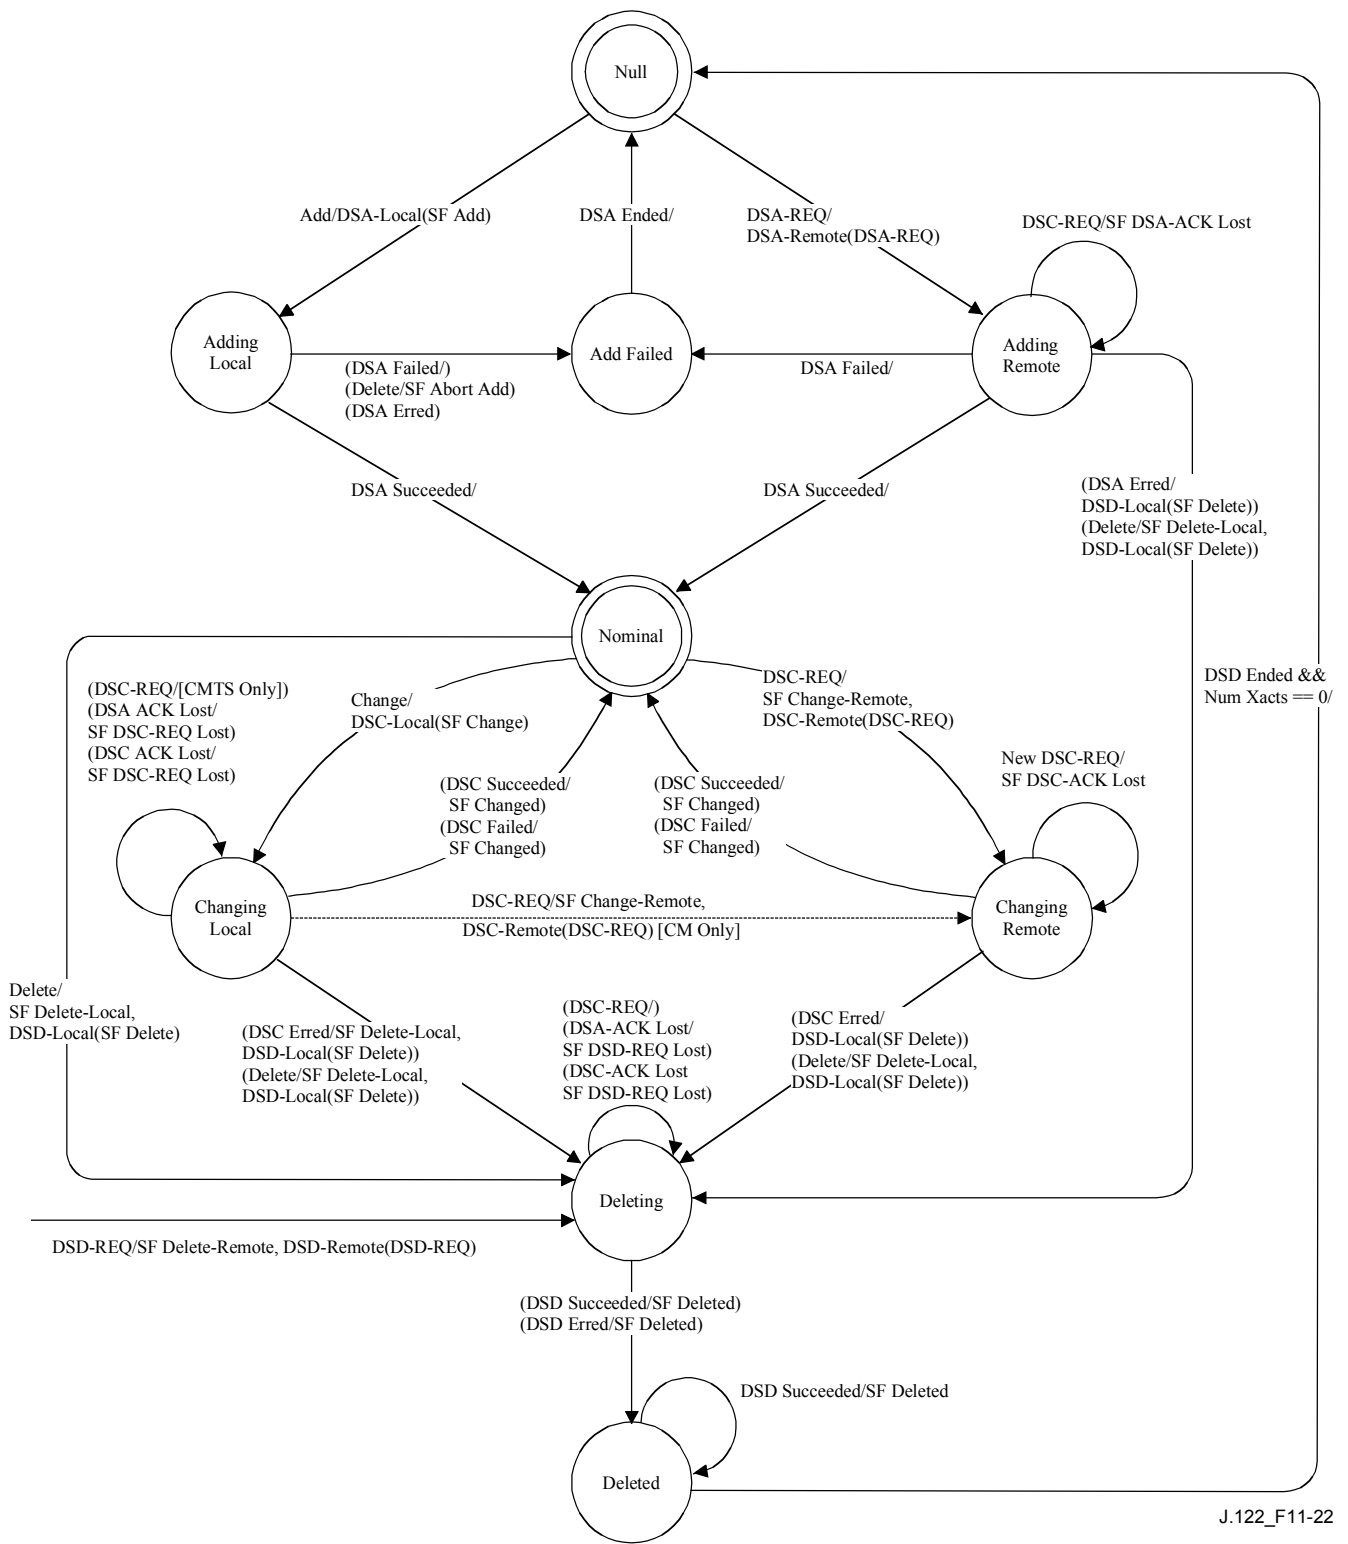 Null
Add/DSA-Local(SF Add)
DSA Ended/
DSA-REQ/
DSA-Remote(DSA-REQ)
DSC-REQ/SF DSA-ACK Lost
Adding
Local
Add Failed
Adding
Remote
(DSA Failed/)
(Delete/SF Abort Add)
(DSA Erred)
DSA Failed/
DSA Succeeded/
DSA Succeeded/
(DSA Erred/
DSD-Local(SF Delete))
(Delete/SF Delete-Local,
DSD-Local(SF Delete))
Nominal
DSD Ended &&
Num Xacts == 0/
(DSC-REQ/[CMTS Only])
(DSA ACK Lost/
SF DSC-REQ Lost)
(DSC ACK Lost/
SF DSC-REQ Lost)
Change/
DSC-Local(SF Change)
DSC-REQ/
SF Change-Remote,
DSC-Remote(DSC-REQ)
(DSC Succeeded/
SF Changed)
(DSC Failed/
SF Changed)
(DSC Succeeded/
SF Changed)
(DSC Failed/
SF Changed)
New DSC-REQ/
SF DSC-ACK Lost
Changing
Local
DSC-REQ/SF Change-Remote,
DSC-Remote(DSC-REQ) [CM Only]
Changing
Remote
Delete/
SF Delete-Local,
DSD-Local(SF Delete)
(DSC Erred/SF Delete-Local,
DSD-Local(SF Delete))
(Delete/SF Delete-Local,
DSD-Local(SF Delete))
(DSC-REQ/)
(DSA-ACK Lost/
SF DSD-REQ Lost)
(DSC-ACK Lost
SF DSD-REQ Lost)
(DSC Erred/
DSD-Local(SF Delete))
(Delete/SF Delete-Local,
DSD-Local(SF Delete))
Deleting
DSD-REQ/SF Delete-Remote, DSD-Remote(DSD-REQ)
(DSD Succeeded/SF Deleted)
(DSD Erred/SF Deleted)
DSD Succeeded/SF Deleted
Deleted
J.122_F11-22